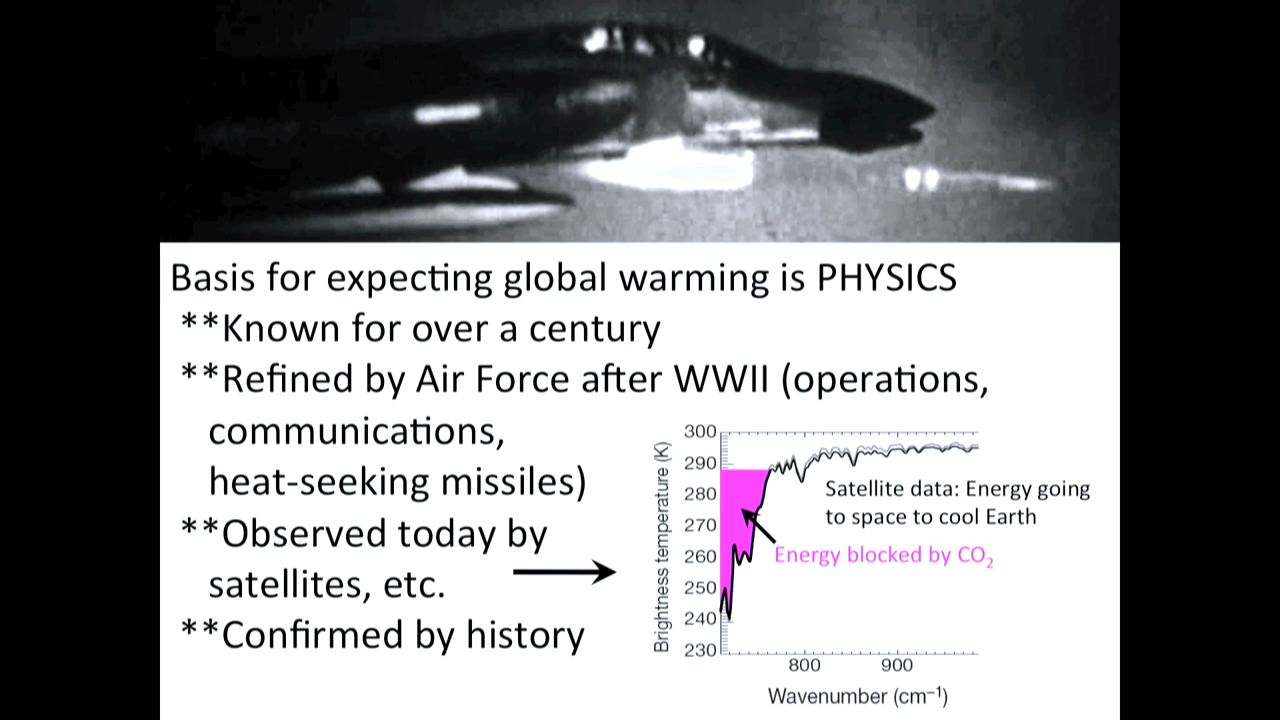 Basis for expecting global warming is PHYSICS
**Known for over a century
**Refined by Air Force after WWII (operations,
communications,
heat-seeking missiles)
**Observed today by
satellites, etc.
**Confirmed by history
300
290
280
270
260
250
240
230
Brightness temperature (K)
Satellite data: Energy going
to space to cool Earth
Energy blocked by CO₂
800 900
Wavenumber (cm⁻¹)